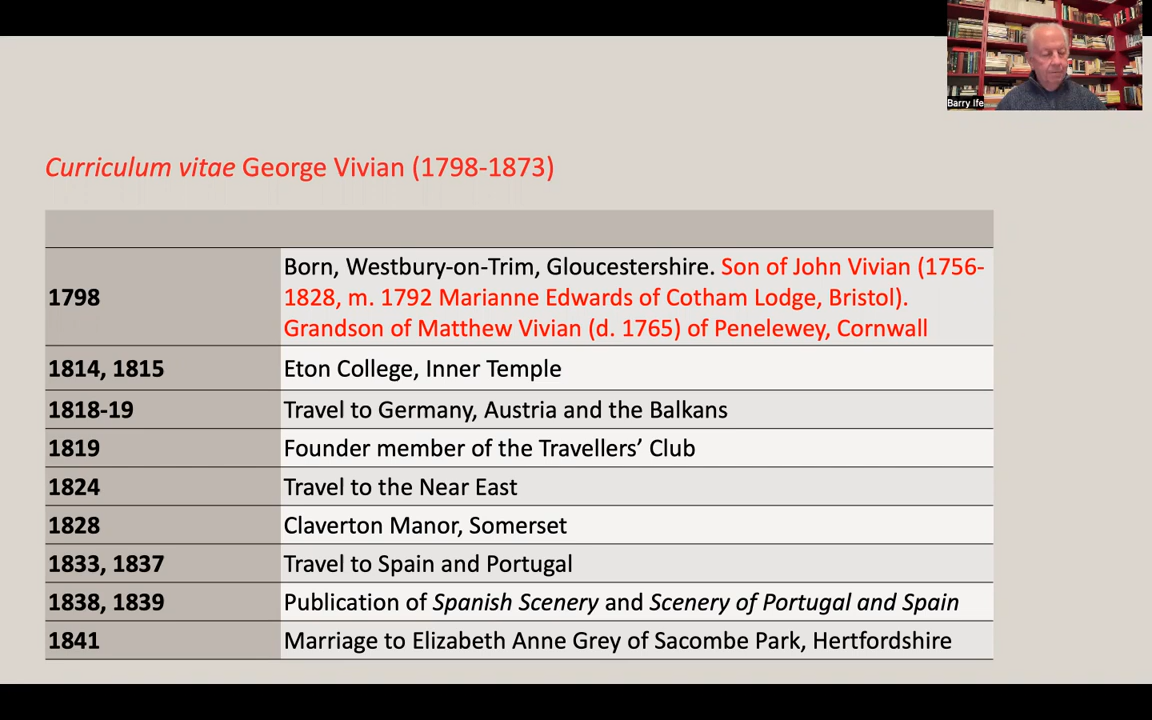 Barry Ife
Curriculum vitae George Vivian (1798-1873)
1798
Born, Westbury-on-Trim, Gloucestershire. Son of John Vivian (1756-
1828, m. 1792 Marianne Edwards of Cotham Lodge, Bristol).
Grandson of Matthew Vivian (d. 1765) of Penelewey, Cornwall
1814, 1815 Eton College, Inner Temple
1818-19 Travel to Germany, Austria and the Balkans
1819 Founder member of the Travellers’ Club
1824 Travel to the Near East
1828 Claverton Manor, Somerset
1833, 1837 Travel to Spain and Portugal
1838, 1839 Publication of Spanish Scenery and Scenery of Portugal and Spain
1841 Marriage to Elizabeth Anne Grey of Sacombe Park, Hertfordshire